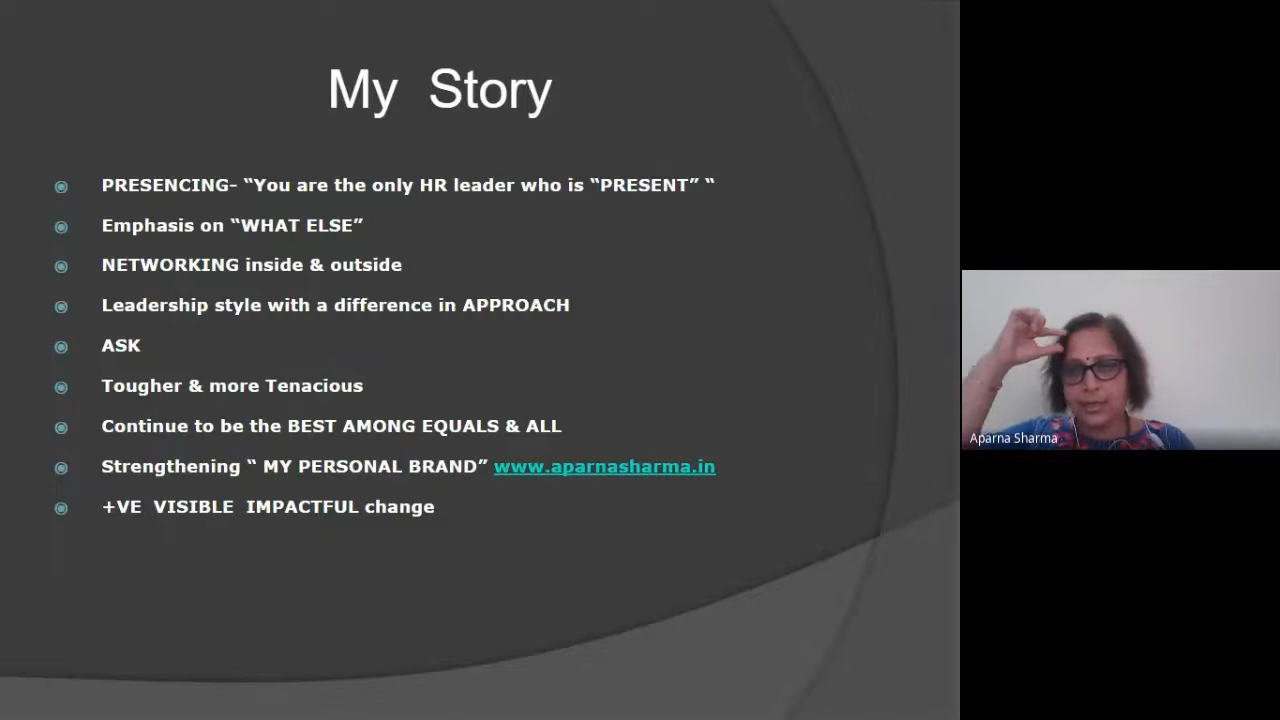 My Story
PRESENCING- “You are the only HR leader who is “PRESENT” “
Emphasis on “WHAT ELSE”
NETWORKING inside & outside
Leadership style with a difference in APPROACH
ASK
Tougher & more Tenacious
Continue to be the BEST AMONG EQUALS & ALL
Strengthening “ MY PERSONAL BRAND” www.aparnasharma.in
+VE VISIBLE IMPACTFUL change
Aparna Sharma